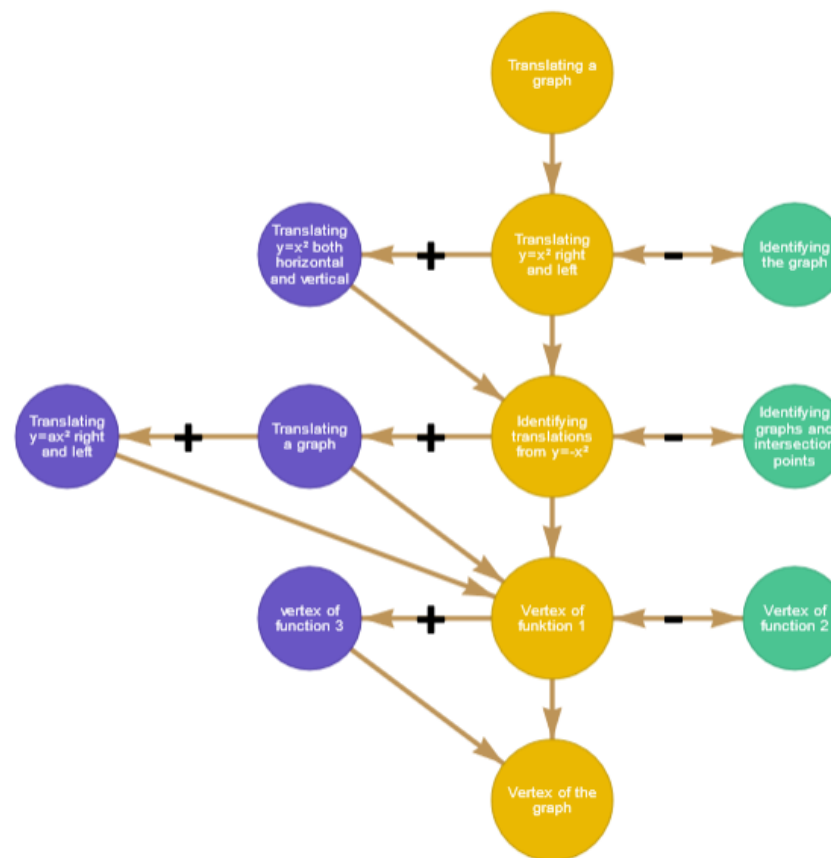 Translating a
graph
Translating
y=x² both
horizontal
and vertical
+
Translating
y=x² right
and left
-
Identifying
the graph
Translating
y=ax² right
and left
+
Translating
a graph
+
Identifying
translations
from y=-x²
-
Identifying
graphs and
intersection
points
vertex of
function 3
+
Vertex of
funktion 1
-
Vertex of
function 2
Vertex of the
graph